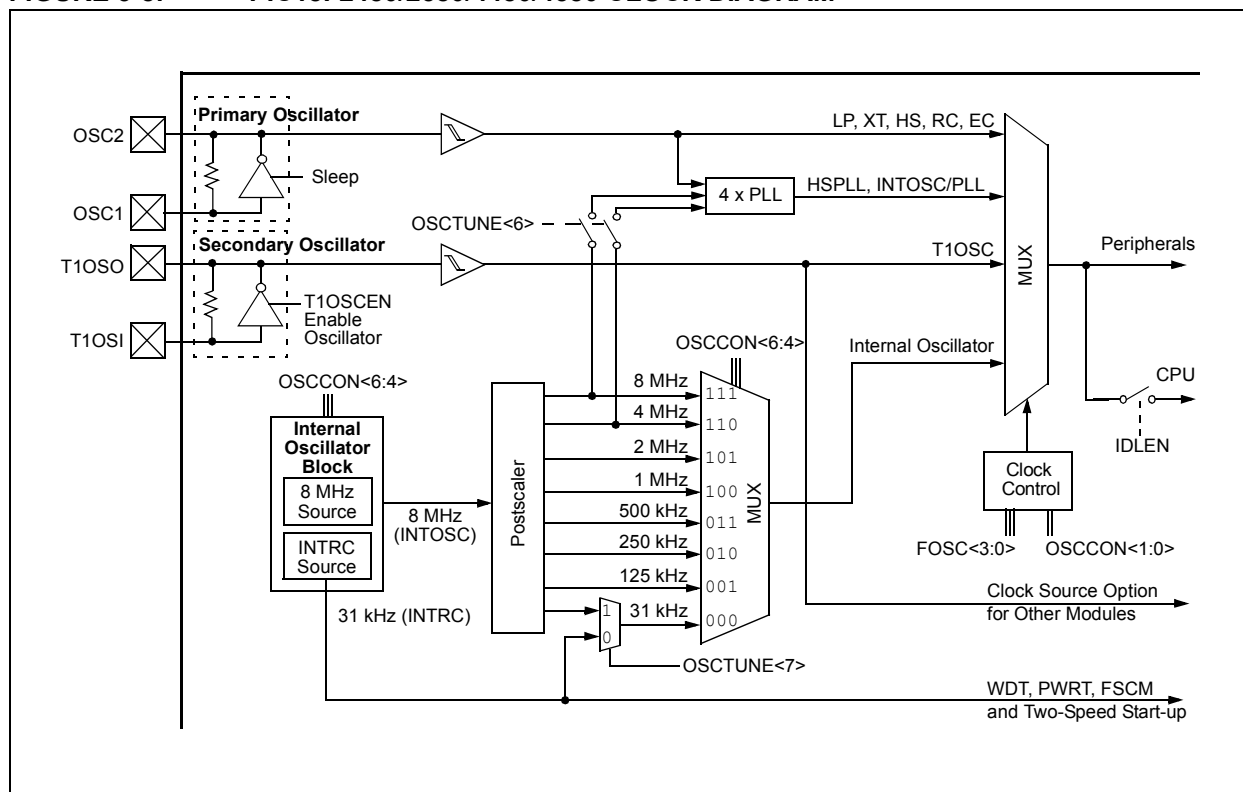 Primary Oscillator
OSC2
Sleep
OSC1
LP, XT, HS, RC, EC
4 x PLL
HSPLL, INTOSC/PLL
OSCTUNE<6>
Secondary Oscillator
T1OSO
T1OSCEN
Enable
Oscillator
T1OSI
T1OSC
MUX
Peripherals
CPU
IDLEN
Internal Oscillator
OSCCON<6:4>
OSCCON<6:4>
Internal
Oscillator
Block
8 MHz
Source
INTRC
Source
8 MHz
(INTOSC)
31 kHz (INTRC)
Postscaler
8 MHz
111
4 MHz
110
2 MHz
101
1 MHz
100
500 kHz
011
250 kHz
010
125 kHz
001
1
0
31 kHz
000
MUX
OSCTUNE<7>
Clock
Control
FOSC<3:0>
OSCCON<1:0>
Clock Source Option
for Other Modules
WDT, PWRT, FSCM
and Two-Speed Start-up